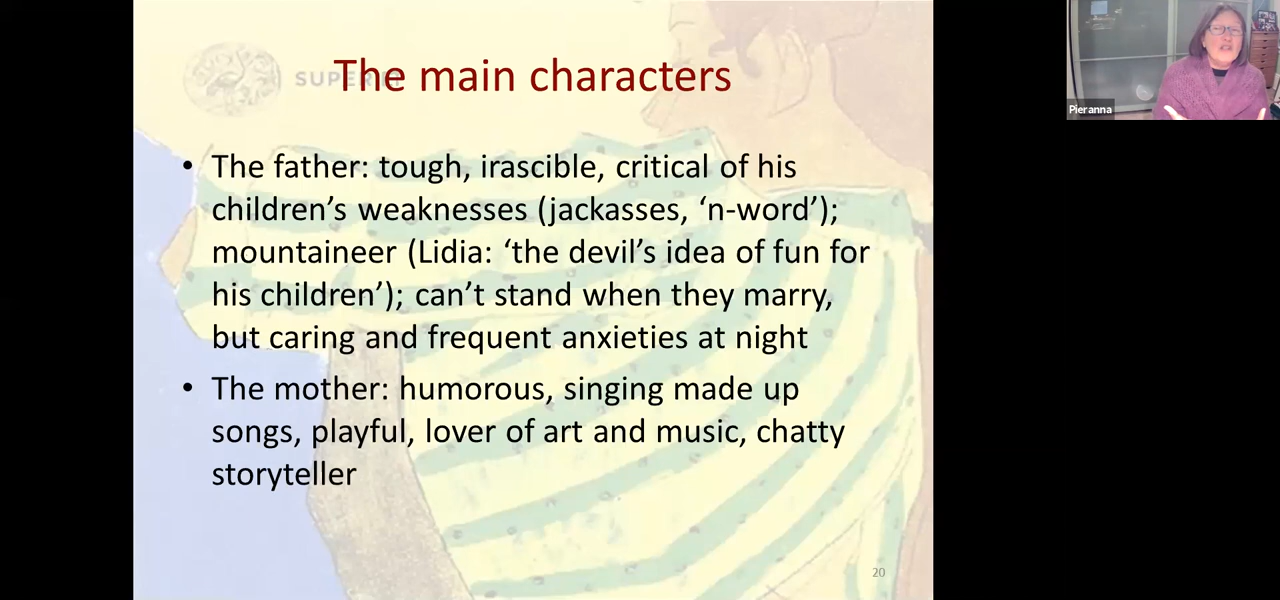 SUPER
The main characters
• The father: tough, irascible, critical of his
children’s weaknesses (jackasses, ‘n-word’);
mountaineer (Lidia: ‘the devil’s idea of fun for
his children’); can’t stand when they marry,
but caring and frequent anxieties at night
• The mother: humorous, singing made up
songs, playful, lover of art and music, chatty
storyteller
20
Pieranna